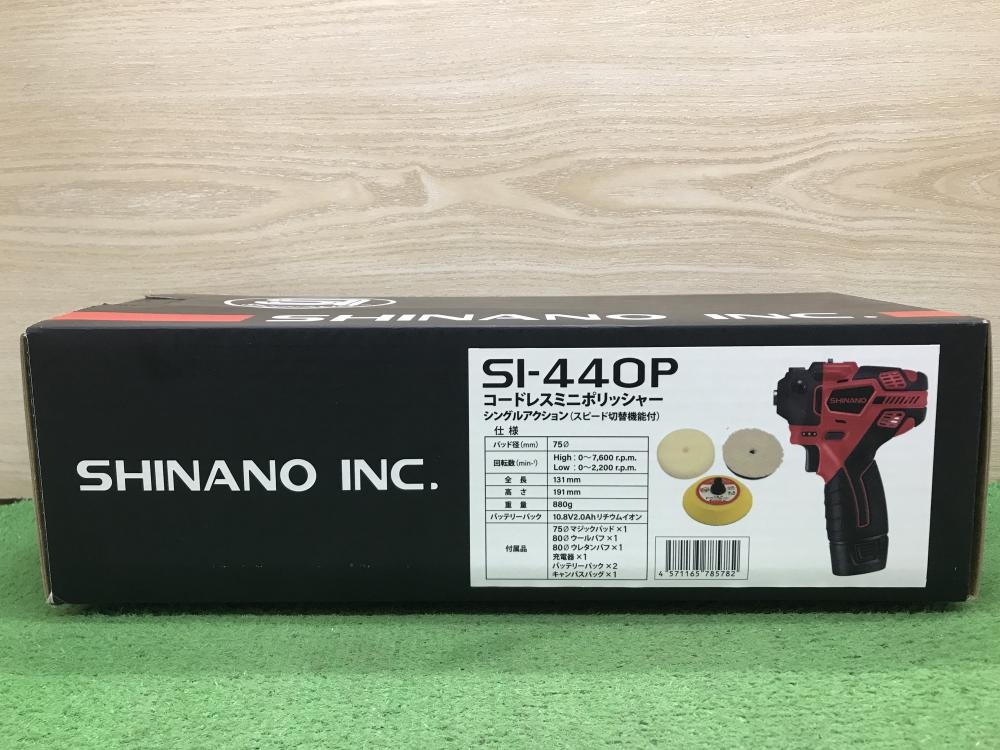 SI
SHINANO INC.
SHINANO INC.
SI-440P
コードレスミニポリッシャー
シングルアクション(スピード切替機能付)
仕様
パッド径(mm) 75∅
回転数(min-¹) High:0~7,600 r.p.m.
Low:0~2,200 r.p.m.
全長 131mm
高さ 191mm
重量 880g
バッテリーパック 10.8V2.0Ahリチウムイオン
付属品 75∅マジックパッド×1
80∅ウールバフ×1
80∅ウレタンバフ×1
充電器×1
バッテリーパック×2
キャンバスバッグ×1
SHINANO
4 571165 785782